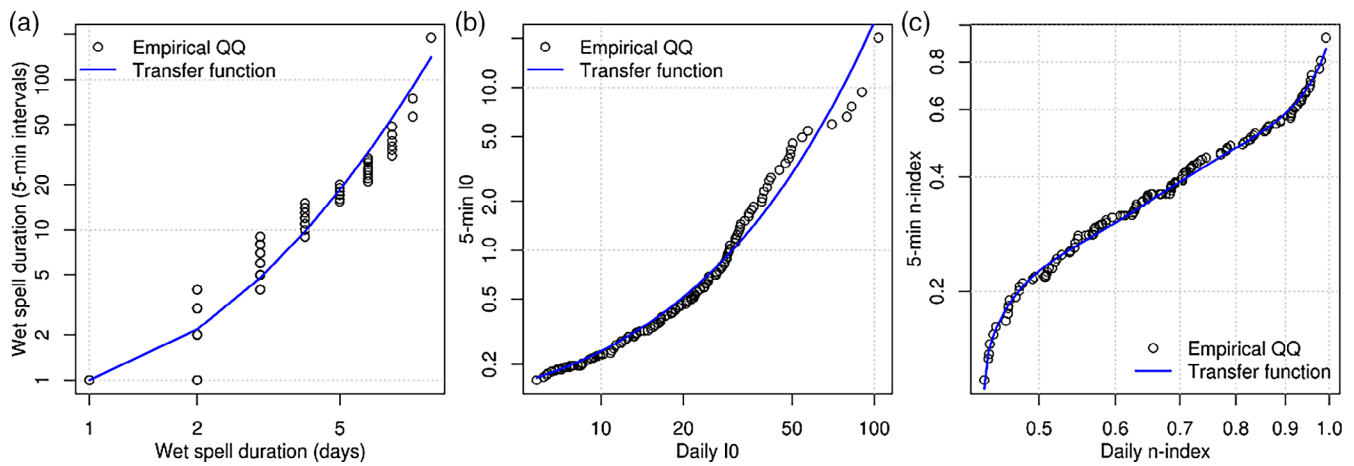 (a)
Empirical QQ
Transfer function
Wet spell duration (5-min intervals)
100
50
20
10
5
2
1
1
2
5
Wet spell duration (days)
(b)
Empirical QQ
Transfer function
5-min I0
10.0
5.0
2.0
1.0
0.5
0.2
10
20
50
100
Daily I0
(c)
Empirical QQ
Transfer function
5-min n-index
0.8
0.6
0.4
0.2
0.5
0.6
0.7
0.8
0.9
1.0
Daily n-index